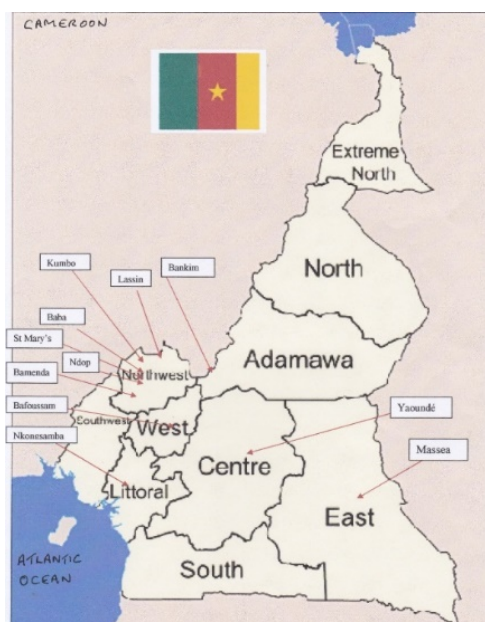 CAMEROON
Extreme
North
North
Kumbo
Lassin
Bankim
Baba
St Mary's
Ndop
Bamenda
Bafoussam
Nkonesamba
Northwest
Adamawa
Southwest
West
Yaoundé
Massea
Centre
Littoral
East
South
ATLANTIC
OCEAN